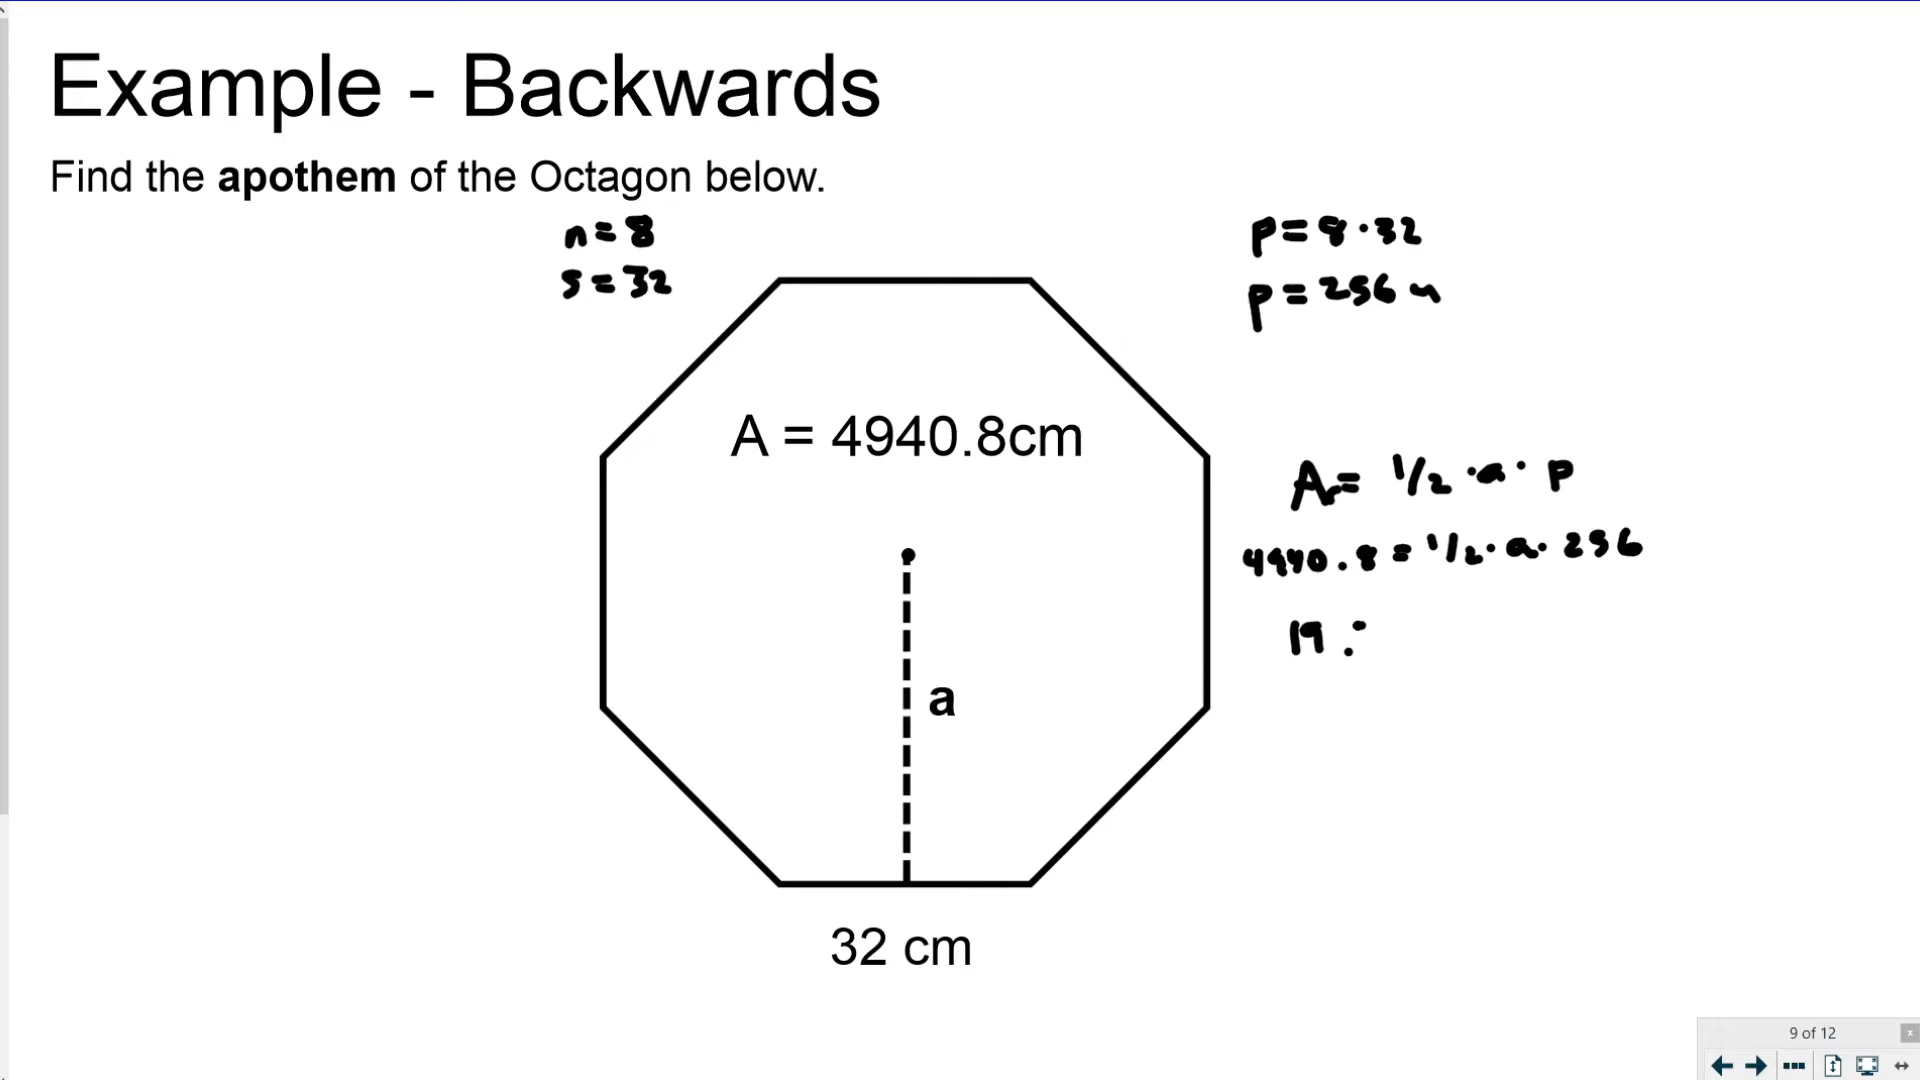 Example - Backwards
Find the apothem of the Octagon below.
n = 8
s = 32
p = 8 · 32
p = 256
A = 4940.8cm
A = 1/2 · a · p
4940.8 = 1/2 · a · 256
19.
a
32 cm
9 of 12